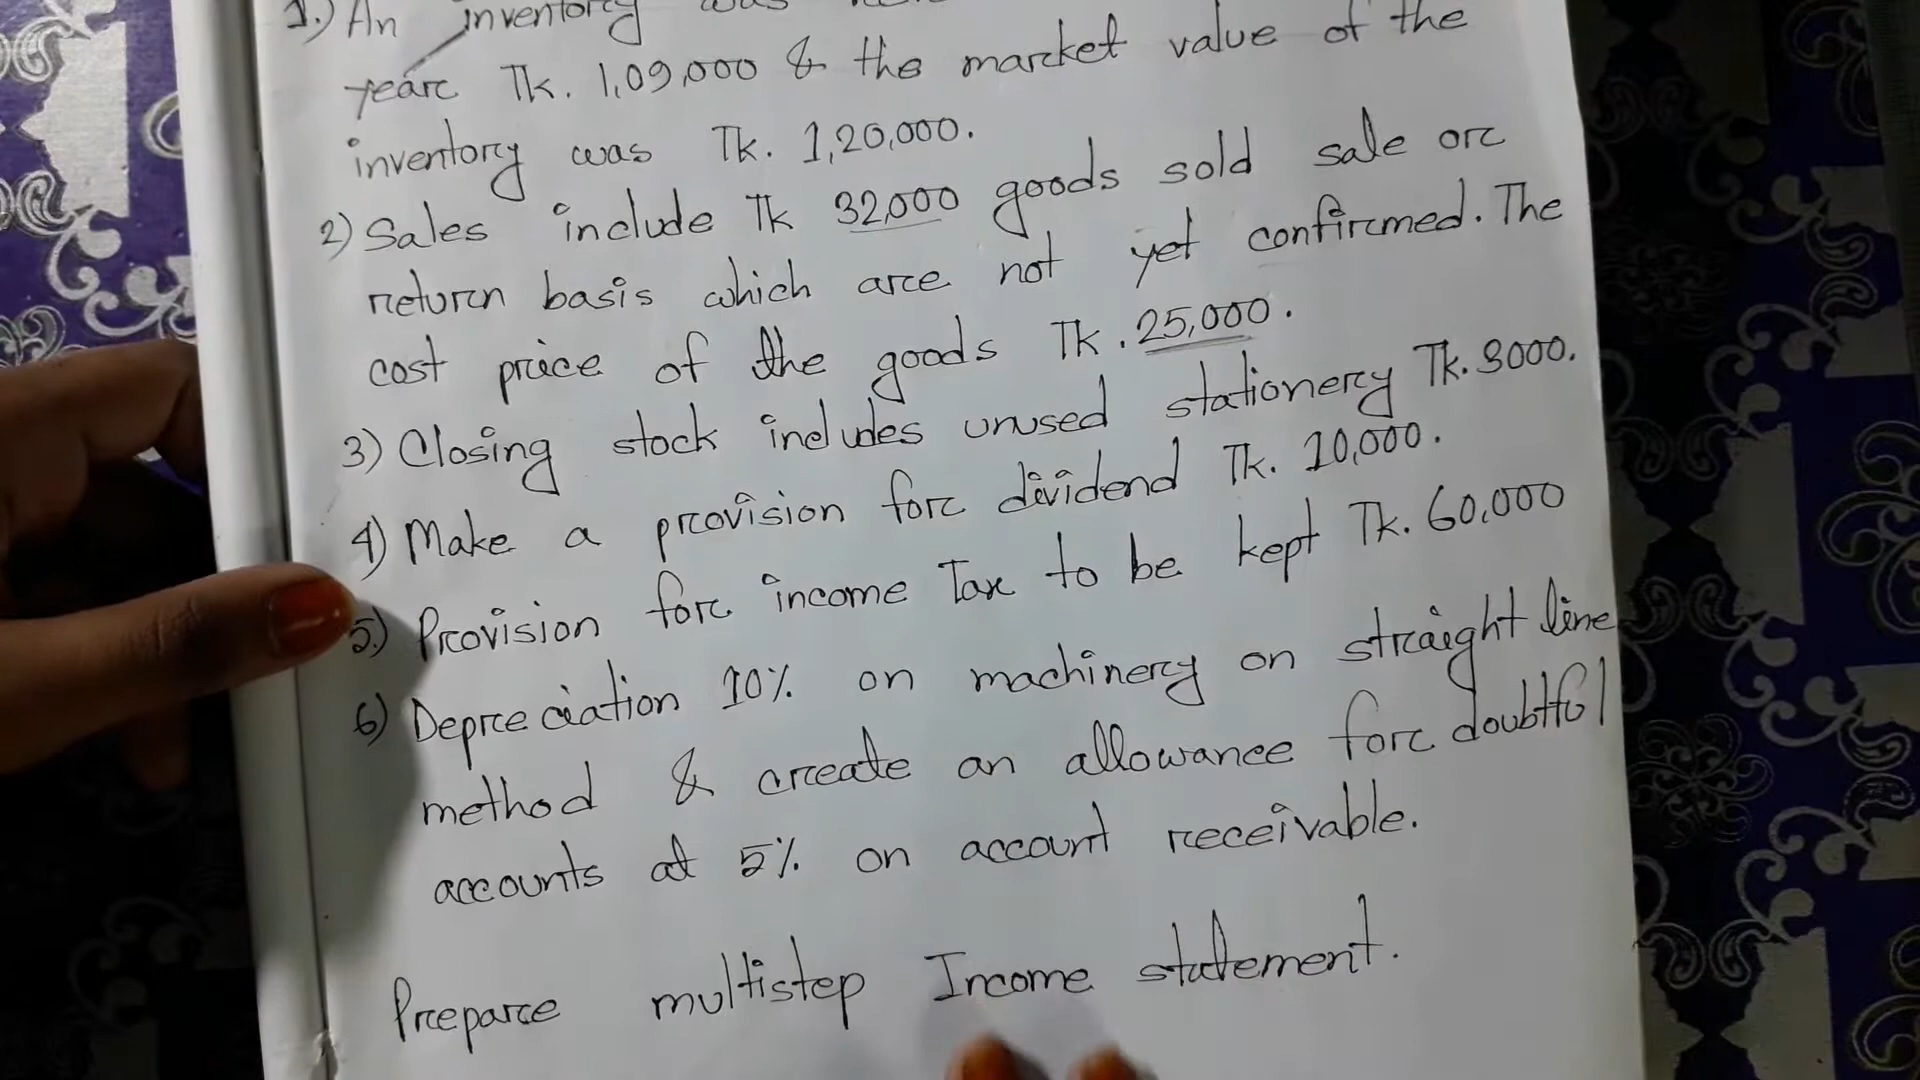 1.) An inventory was
year Tk. 1,09,000 & the market value of the
inventory was Tk. 1,20,000.
2) Sales include Tk 32,000 goods sold sale or
return basis which are not yet confirmed. The
cost price of the goods Tk. 25,000.
3) Closing stock includes unused stationery Tk. 3000.
4) Make a provision for dividend Tk. 10,000.
5.) Provision for income Tax to be kept Tk. 60,000
6) Depreciation 10% on machinery on straight line
method & create an allowance for doubtful
accounts at 5% on account receivable.
Prepare multistep Income statement.